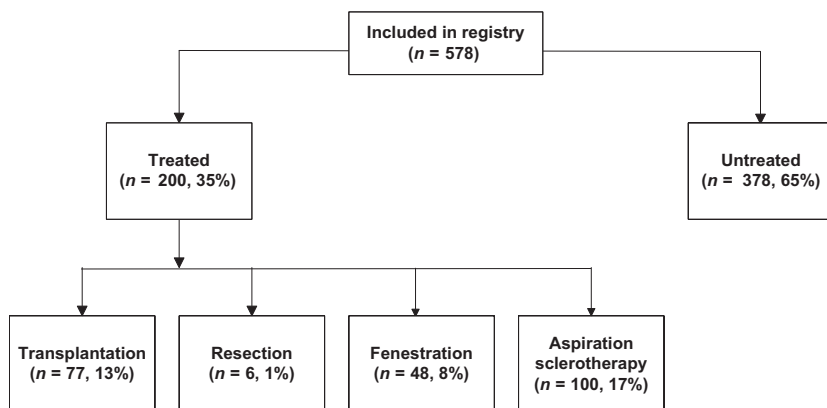 Included in registry
(n = 578)
Treated
(n = 200, 35%)
Untreated
(n = 378, 65%)
Transplantation
(n = 77, 13%)
Resection
(n = 6, 1%)
Fenestration
(n = 48, 8%)
Aspiration
sclerotherapy
(n = 100, 17%)